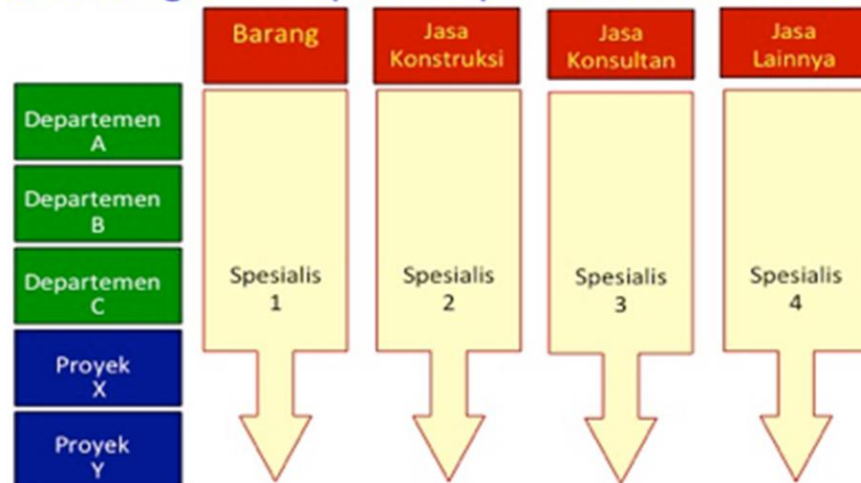 Barang
Jasa
Konstruksi
Jasa
Konsultan
Jasa
Lainnya
Departemen
A
Departemen
B
Departemen
C
Proyek
X
Proyek
Y
Spesialis
1
Spesialis
2
Spesialis
3
Spesialis
4